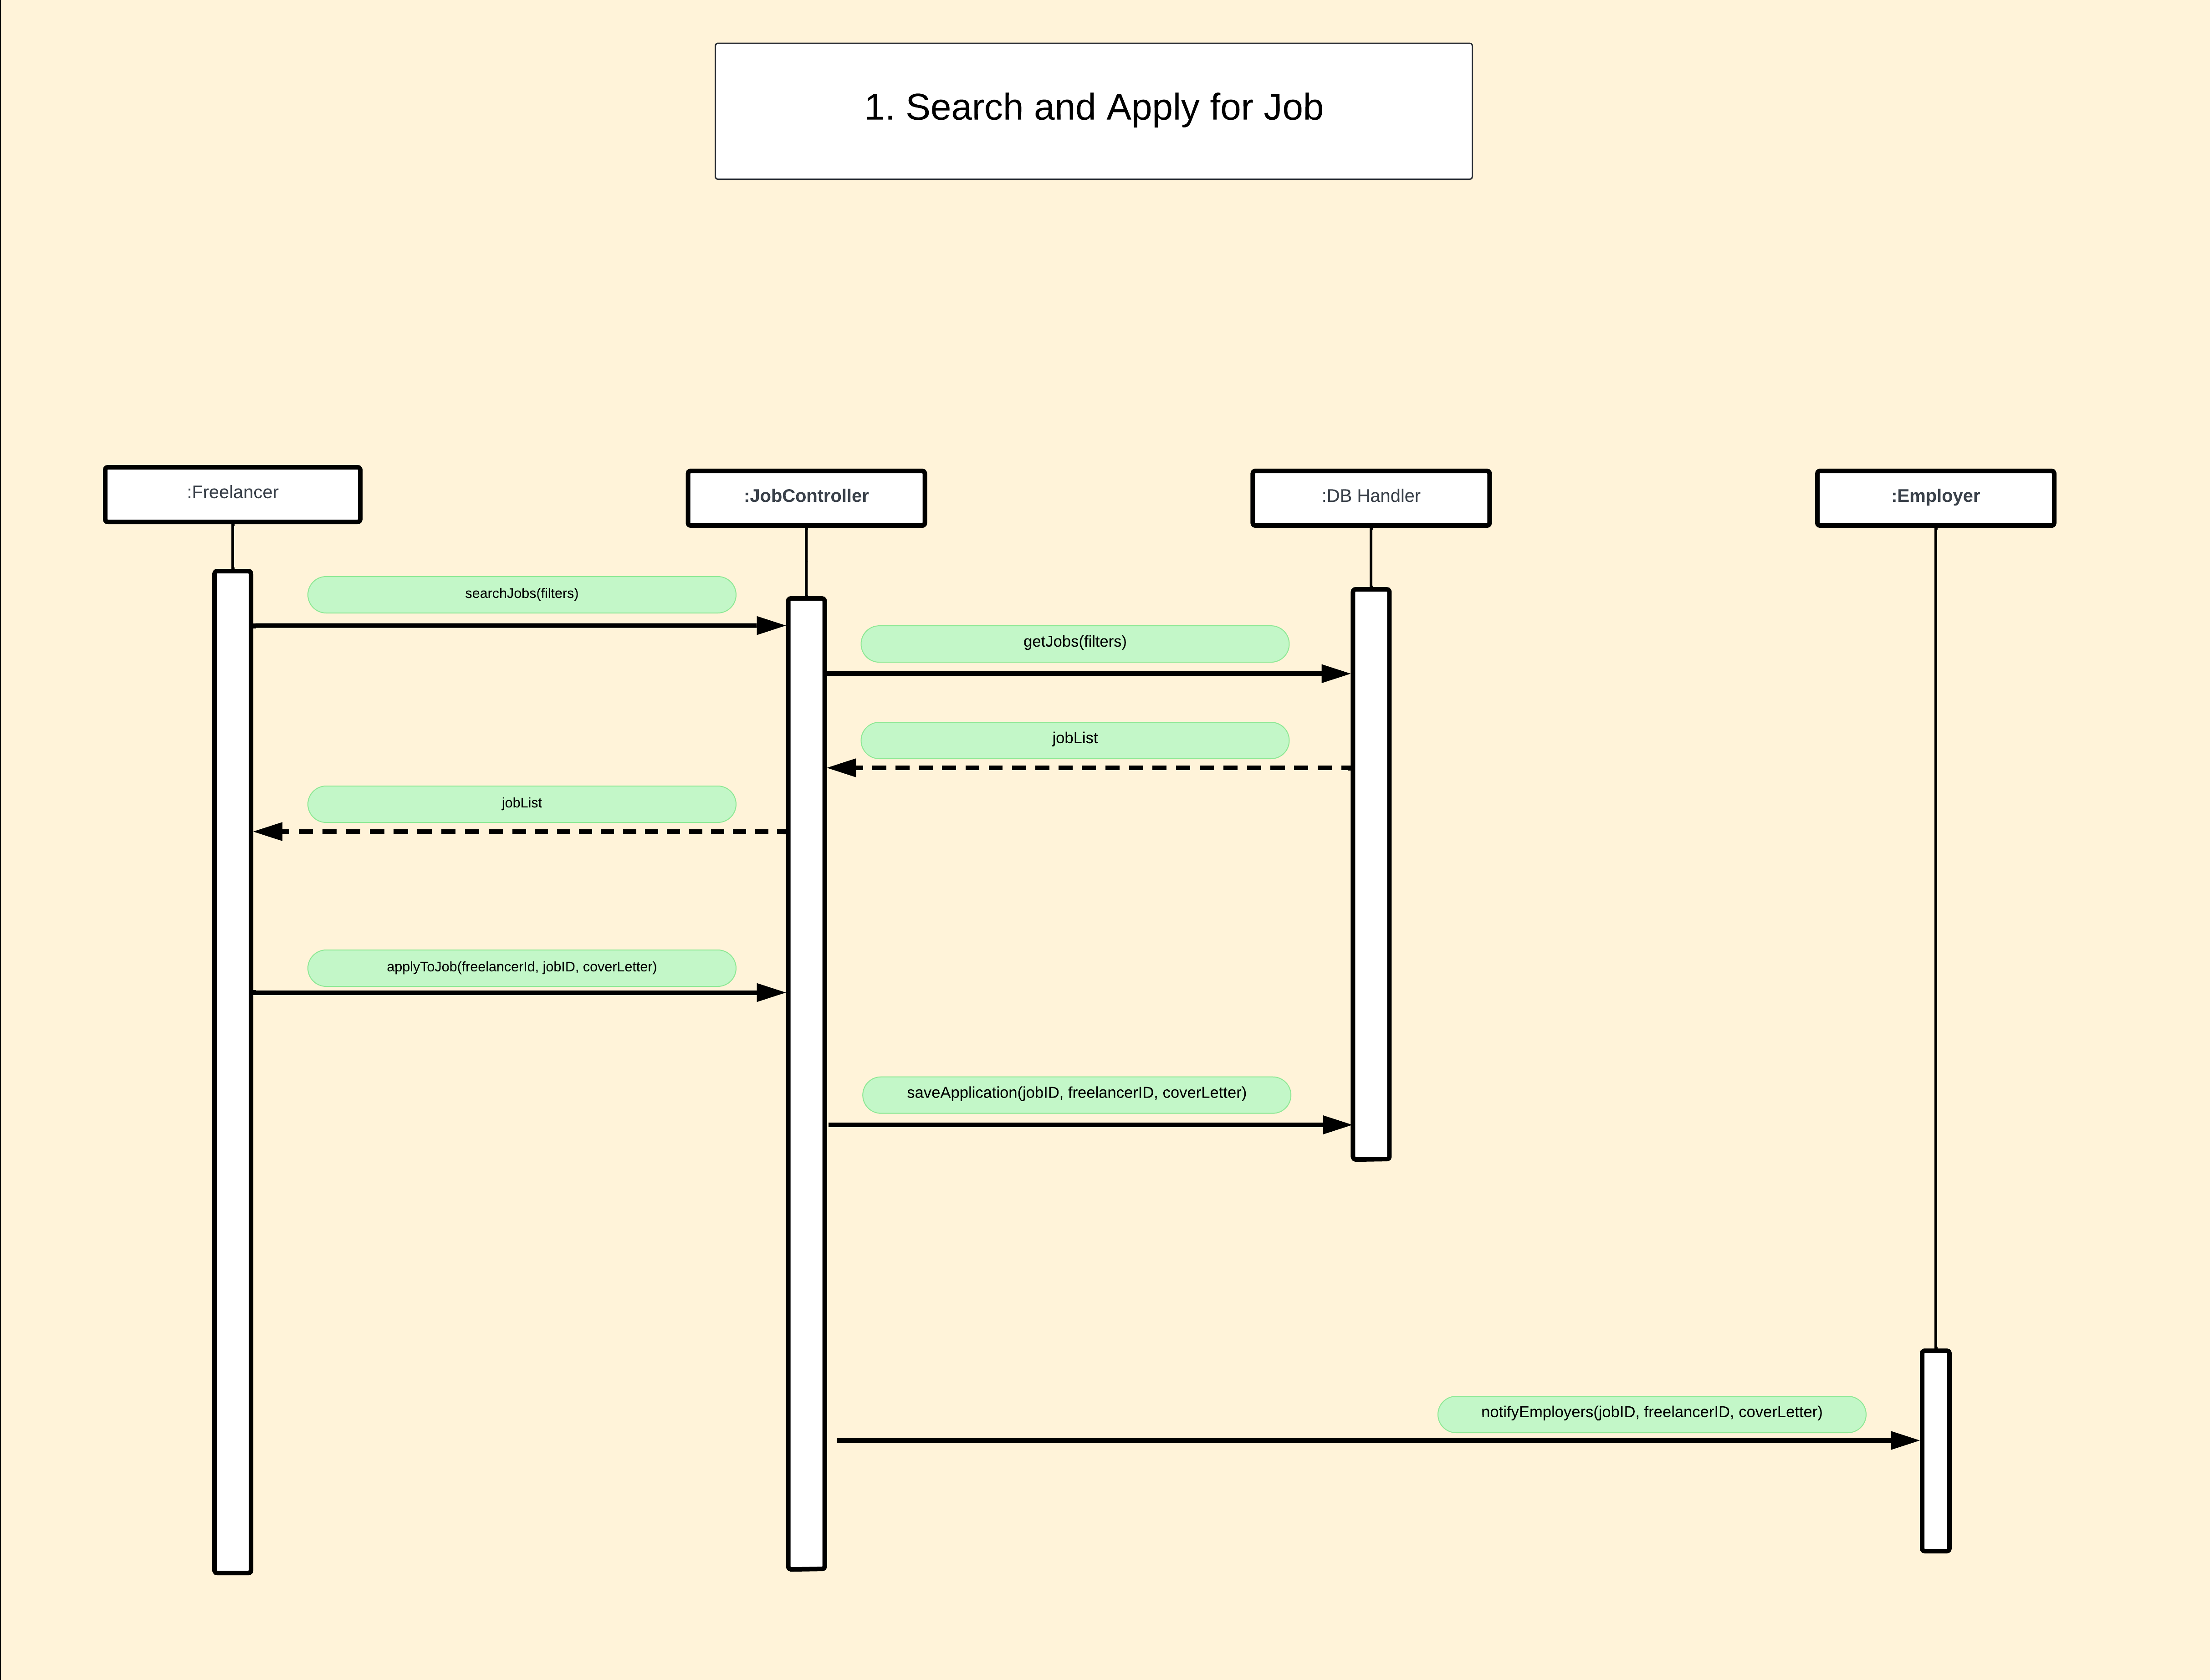 1. Search and Apply for Job
:Freelancer
:JobController
:DB Handler
:Employer
searchJobs(filters)
getJobs(filters)
jobList
jobList
applyToJob(freelancerId, jobID, coverLetter)
saveApplication(jobID, freelancerID, coverLetter)
notifyEmployers(jobID, freelancerID, coverLetter)